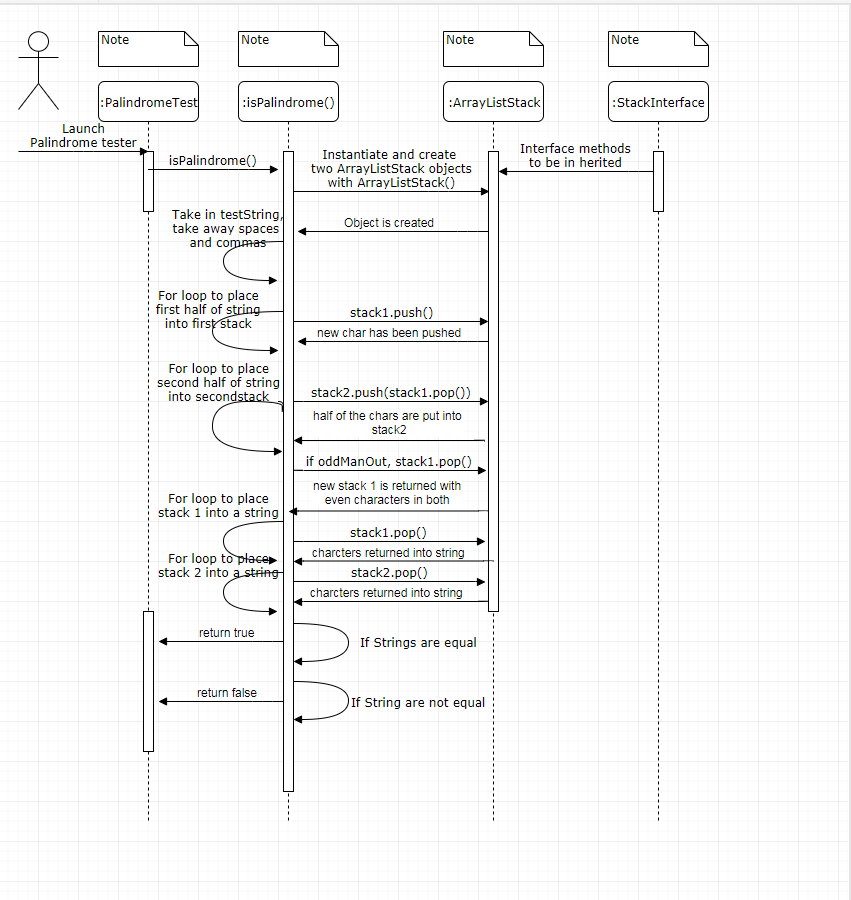 Note
Note
Note
Note
:PalindromeTest
:isPalindrome()
:ArrayListStack
:StackInterface
Launch
Palindrome tester
isPalindrome()
Instantiate and create
two ArrayListStack objects
with ArrayListStack()
Interface methods
to be in herited
Take in testString,
take away spaces
and commas
Object is created
For loop to place
first half of string
into first stack
stack1.push()
new char has been pushed
For loop to place
second half of string
into secondstack
stack2.push(stack1.pop())
half of the chars are put into
stack2
if oddManOut, stack1.pop()
new stack 1 is returned with
even characters in both
For loop to place
stack 1 into a string
stack1.pop()
charcters returned into string
For loop to place
stack 2 into a string
stack2.pop()
charcters returned into string
return true
If Strings are equal
return false
If String are not equal